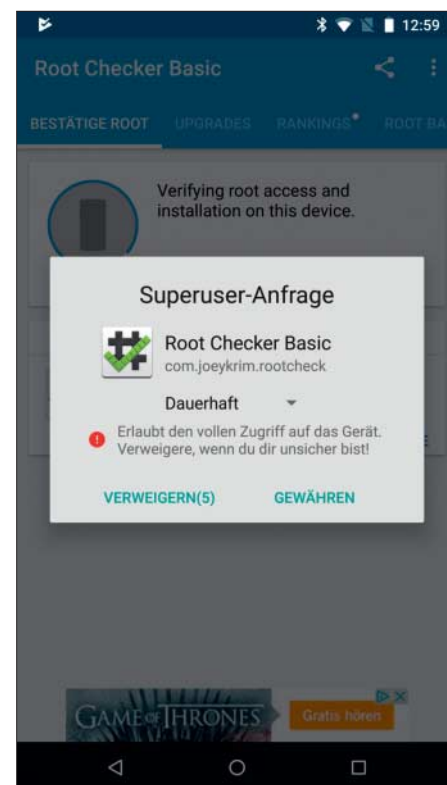 12:59
Root Checker Basic
BESTÄTIGE ROOT UPGRADES RANKINGS ROOT BA
Verifying root access and
installation on this device.
Superuser-Anfrage
Root Checker Basic
com.joeykrim.rootcheck
Dauerhaft
Erlaubt den vollen Zugriff auf das Gerät.
Verweigere, wenn du dir unsicher bist!
E
VERWEIGERN(5) GEWÄHREN
GAME OF THRONES
Gratis hören